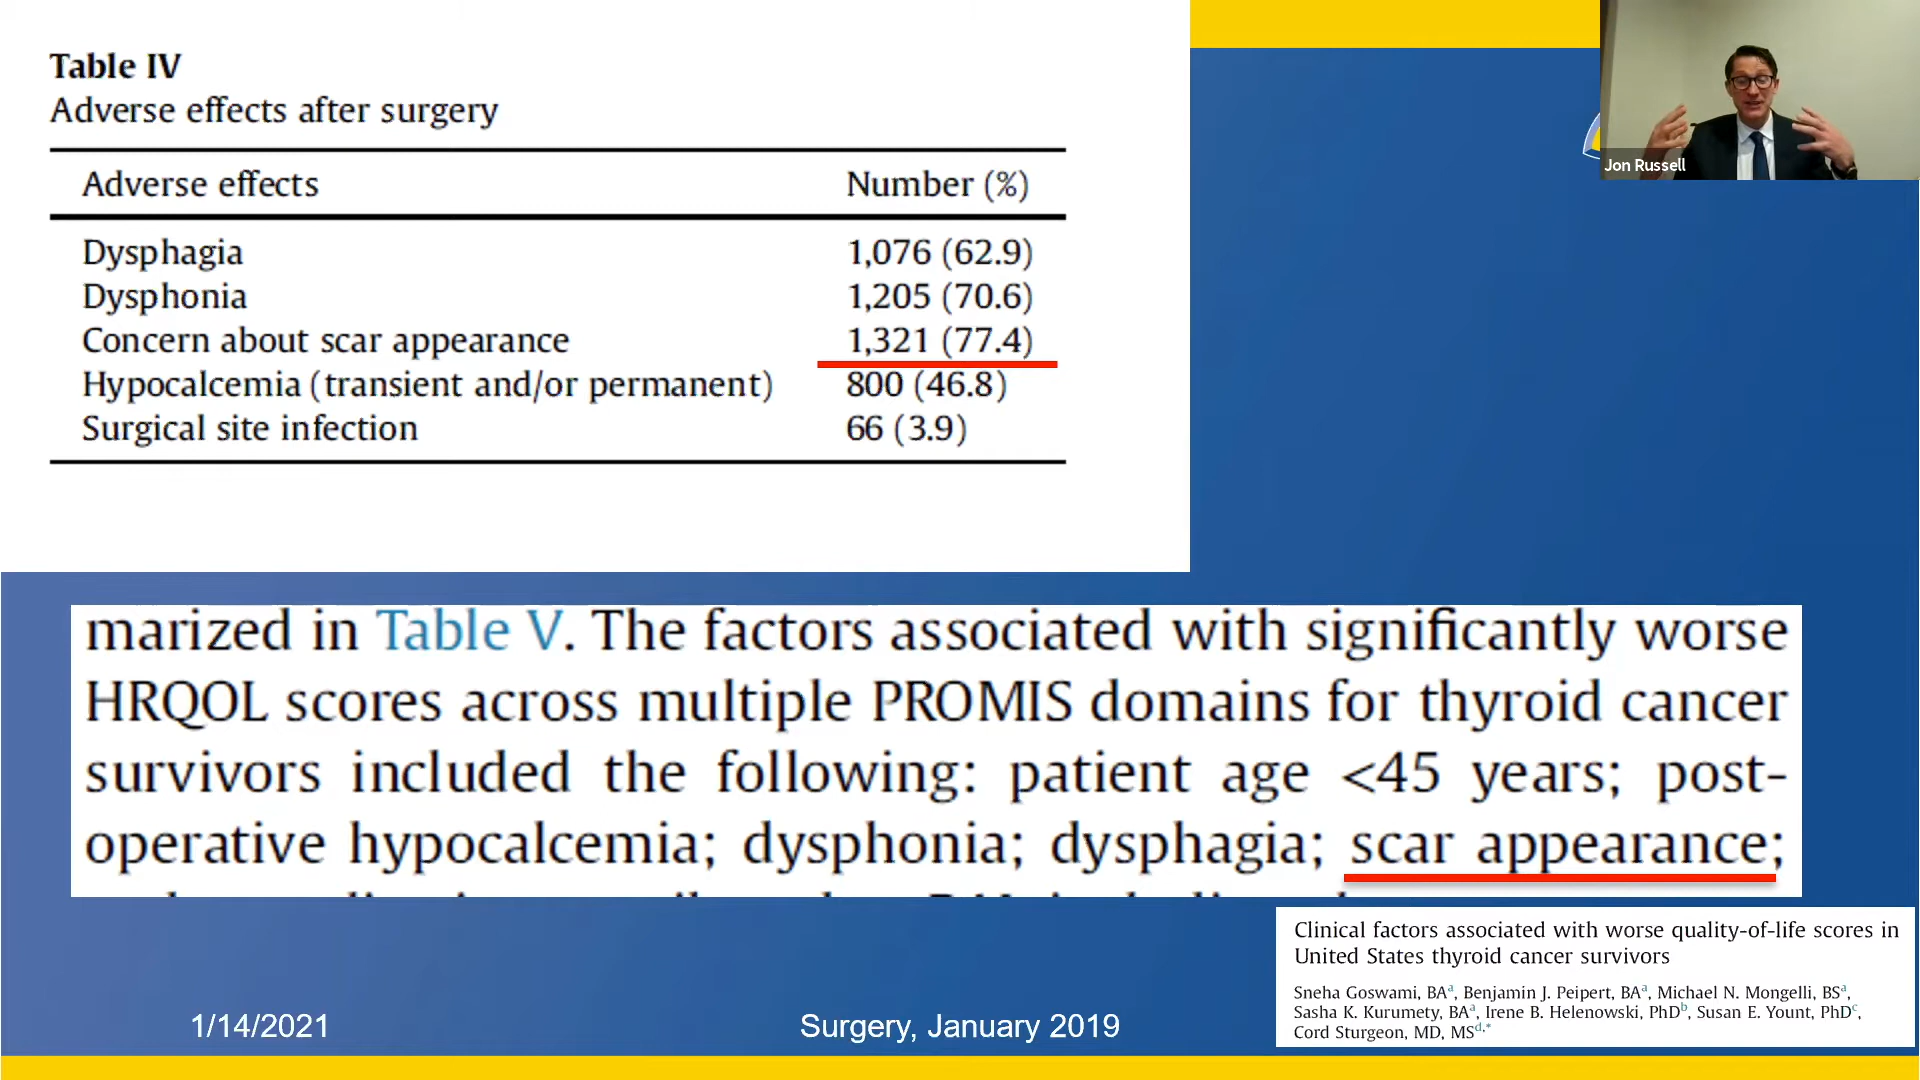 Table IV
Adverse effects after surgery
Adverse effects Number (%)
Dysphagia 1,076 (62.9)
Dysphonia 1,205 (70.6)
Concern about scar appearance 1,321 (77.4)
Hypocalcemia (transient and/or permanent) 800 (46.8)
Surgical site infection 66 (3.9)
Jon Russell
marized in Table V. The factors associated with significantly worse
HRQOL scores across multiple PROMIS domains for thyroid cancer
survivors included the following: patient age <45 years; post-
operative hypocalcemia; dysphonia; dysphagia; scar appearance;
Clinical factors associated with worse quality-of-life scores in
United States thyroid cancer survivors
Sneha Goswami, BAa, Benjamin J. Peipert, BAa, Michael N. Mongelli, BSa,
Sasha K. Kurumety, BAa, Irene B. Helenowski, PhDb, Susan E. Yount, PhDc,
Cord Sturgeon, MD, MSd,*
1/14/2021
Surgery, January 2019